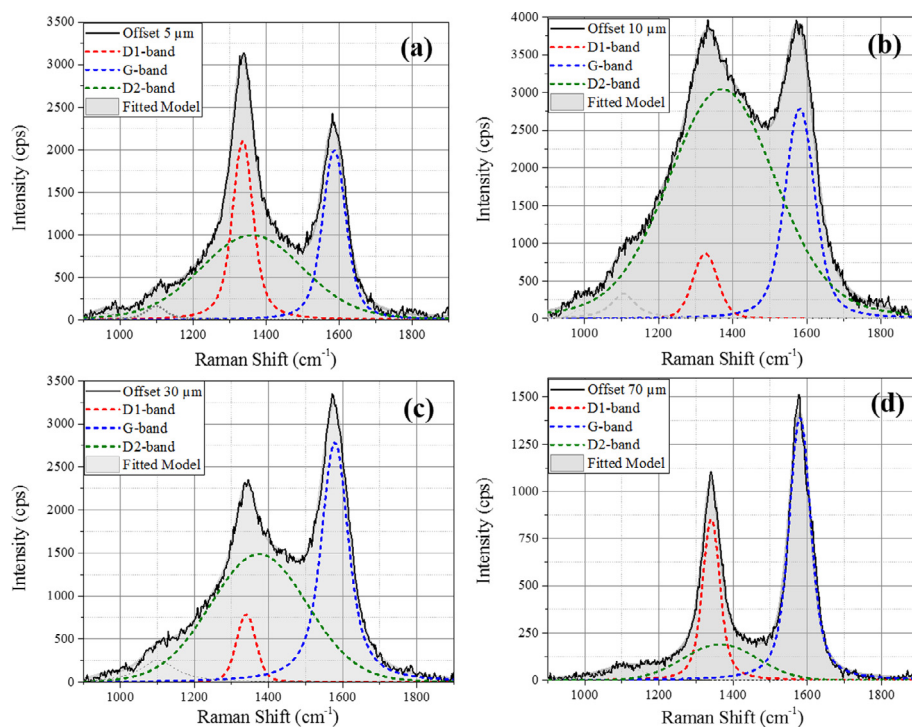 3500
3000
2500
2000
1500
1000
500
0
Intensity (cps)
Offset 5 µm
D1-band
G-band
D2-band
Fitted Model
(a)
1000 1200 1400 1600 1800
Raman Shift (cm⁻¹)
4000
3500
3000
2500
2000
1500
1000
500
0
Intensity (cps)
Offset 10 µm
D1-band
G-band
D2-band
Fitted Model
(b)
1000 1200 1400 1600 1800
Raman Shift (cm⁻¹)
3500
3000
2500
2000
1500
1000
500
0
Intensity (cps)
Offset 30 µm
D1-band
G-band
D2-band
Fitted Model
(c)
1000 1200 1400 1600 1800
Raman Shift (cm⁻¹)
1500
1250
1000
750
500
250
0
Intensity (cps)
Offset 70 µm
D1-band
G-band
D2-band
Fitted Model
(d)
1000 1200 1400 1600 1800
Raman Shift (cm⁻¹)